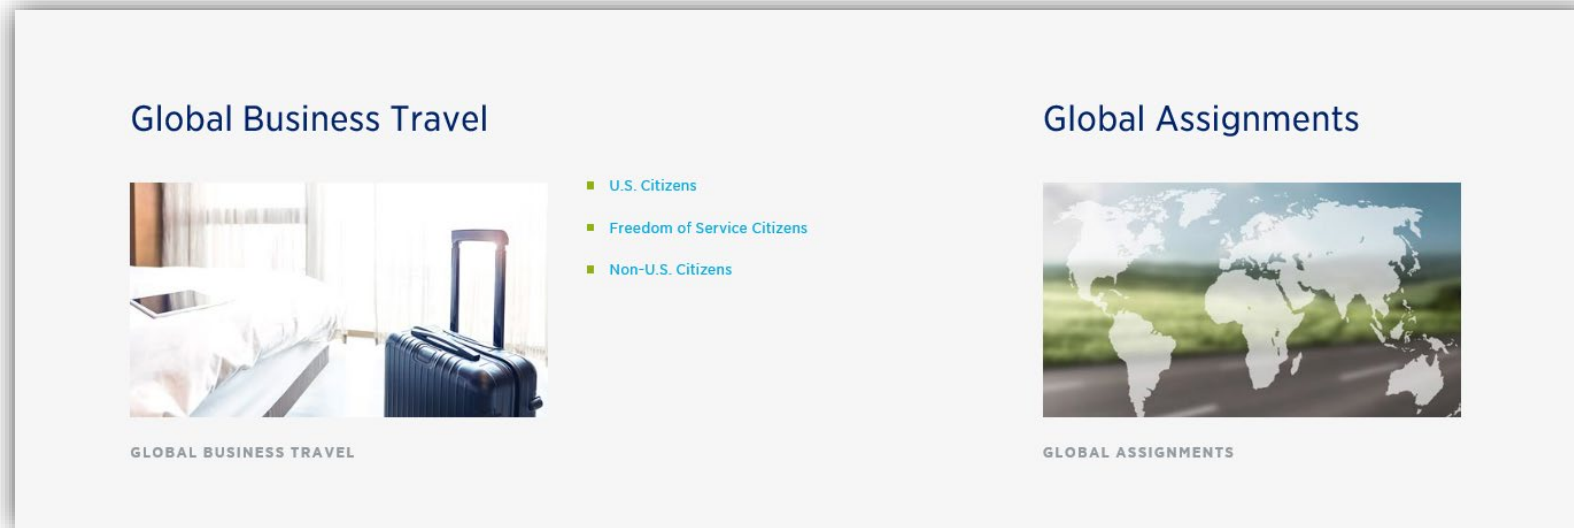 Global Business Travel
U.S. Citizens
Freedom of Service Citizens
Non-U.S. Citizens
GLOBAL BUSINESS TRAVEL
Global Assignments
GLOBAL ASSIGNMENTS